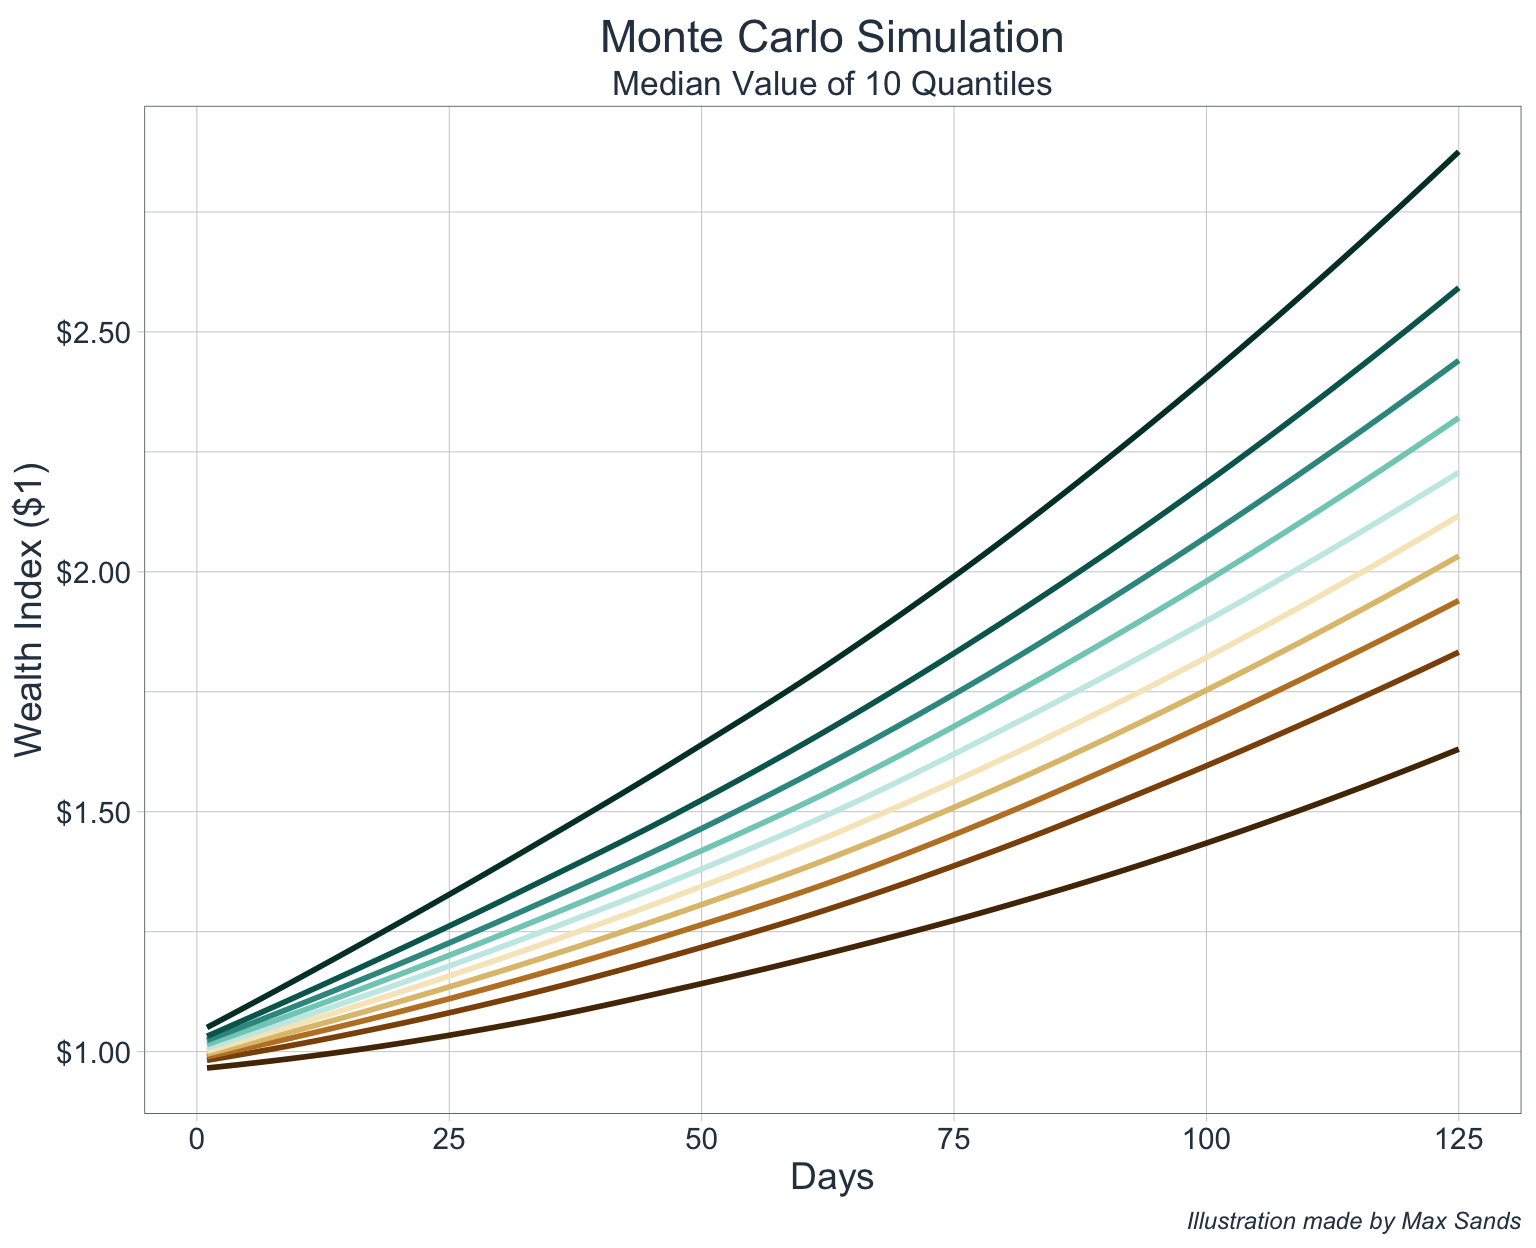 Monte Carlo Simulation
Median Value of 10 Quantiles
Wealth Index ($1)
$2.50
$2.00
$1.50
$1.00
0 25 50 75 100 125
Days
Illustration made by Max Sands